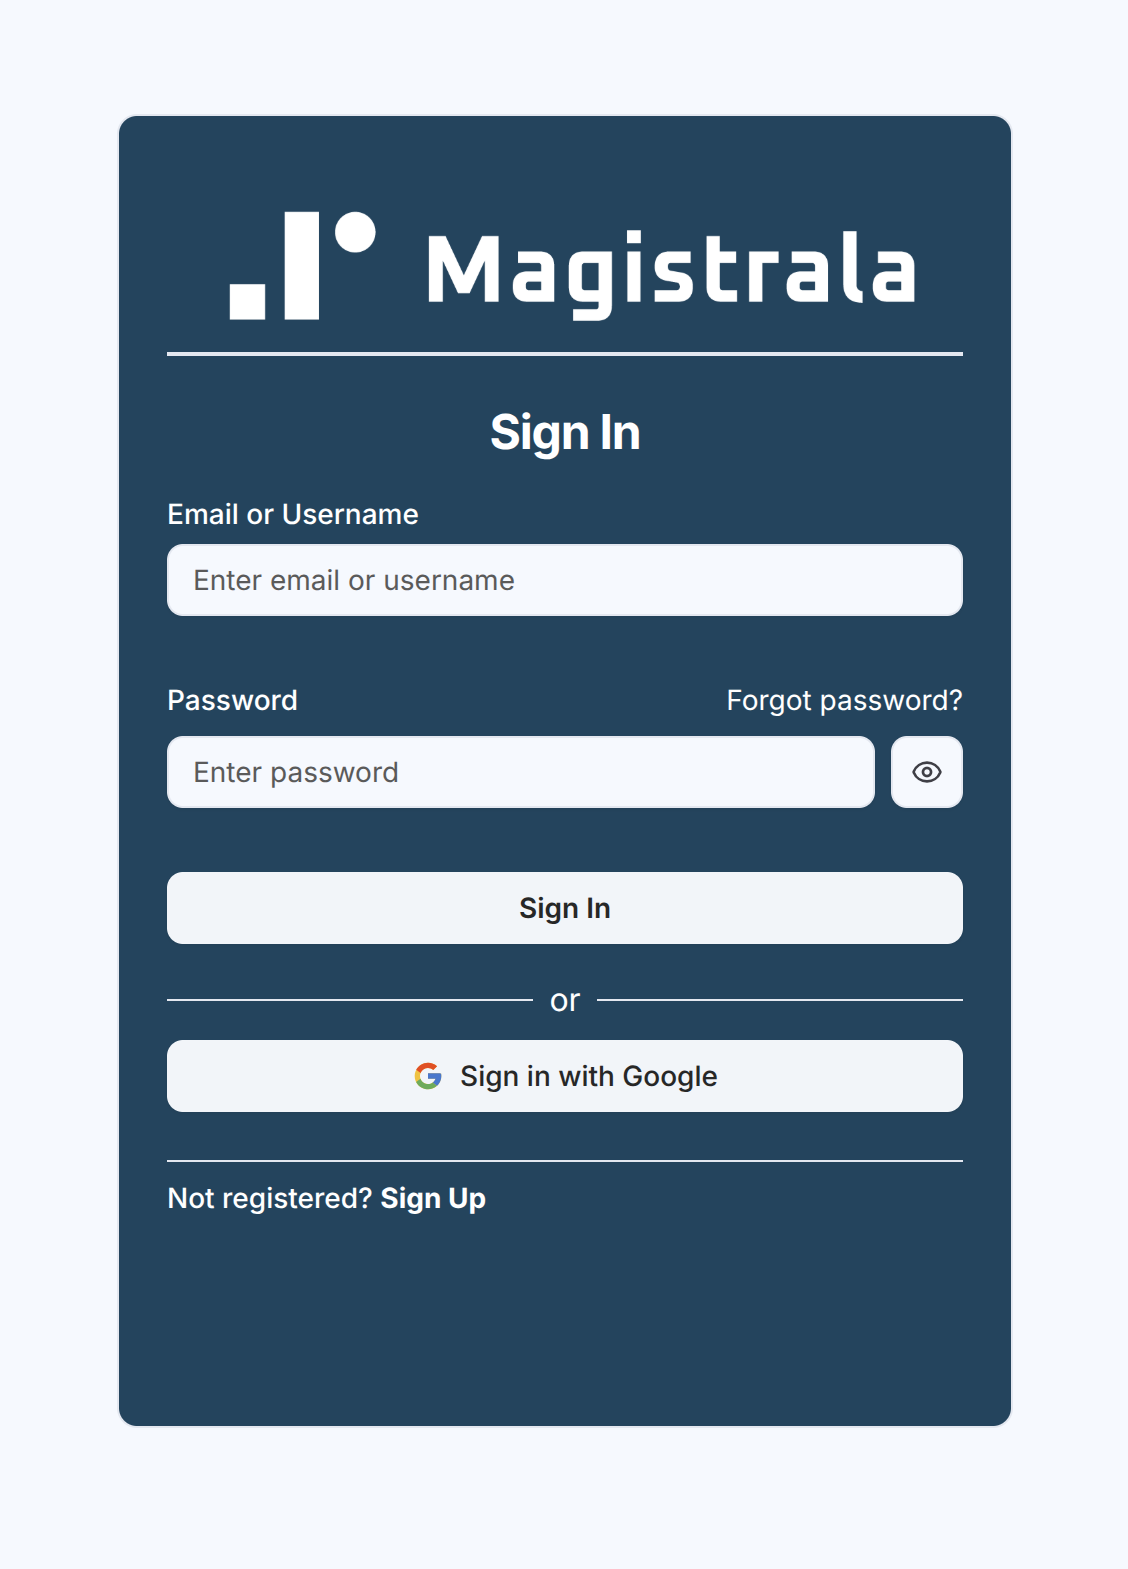 Magistrala
Sign In
Email or Username
Enter email or username
Password Forgot password?
Enter password
Sign In
or
Sign in with Google
Not registered? Sign Up